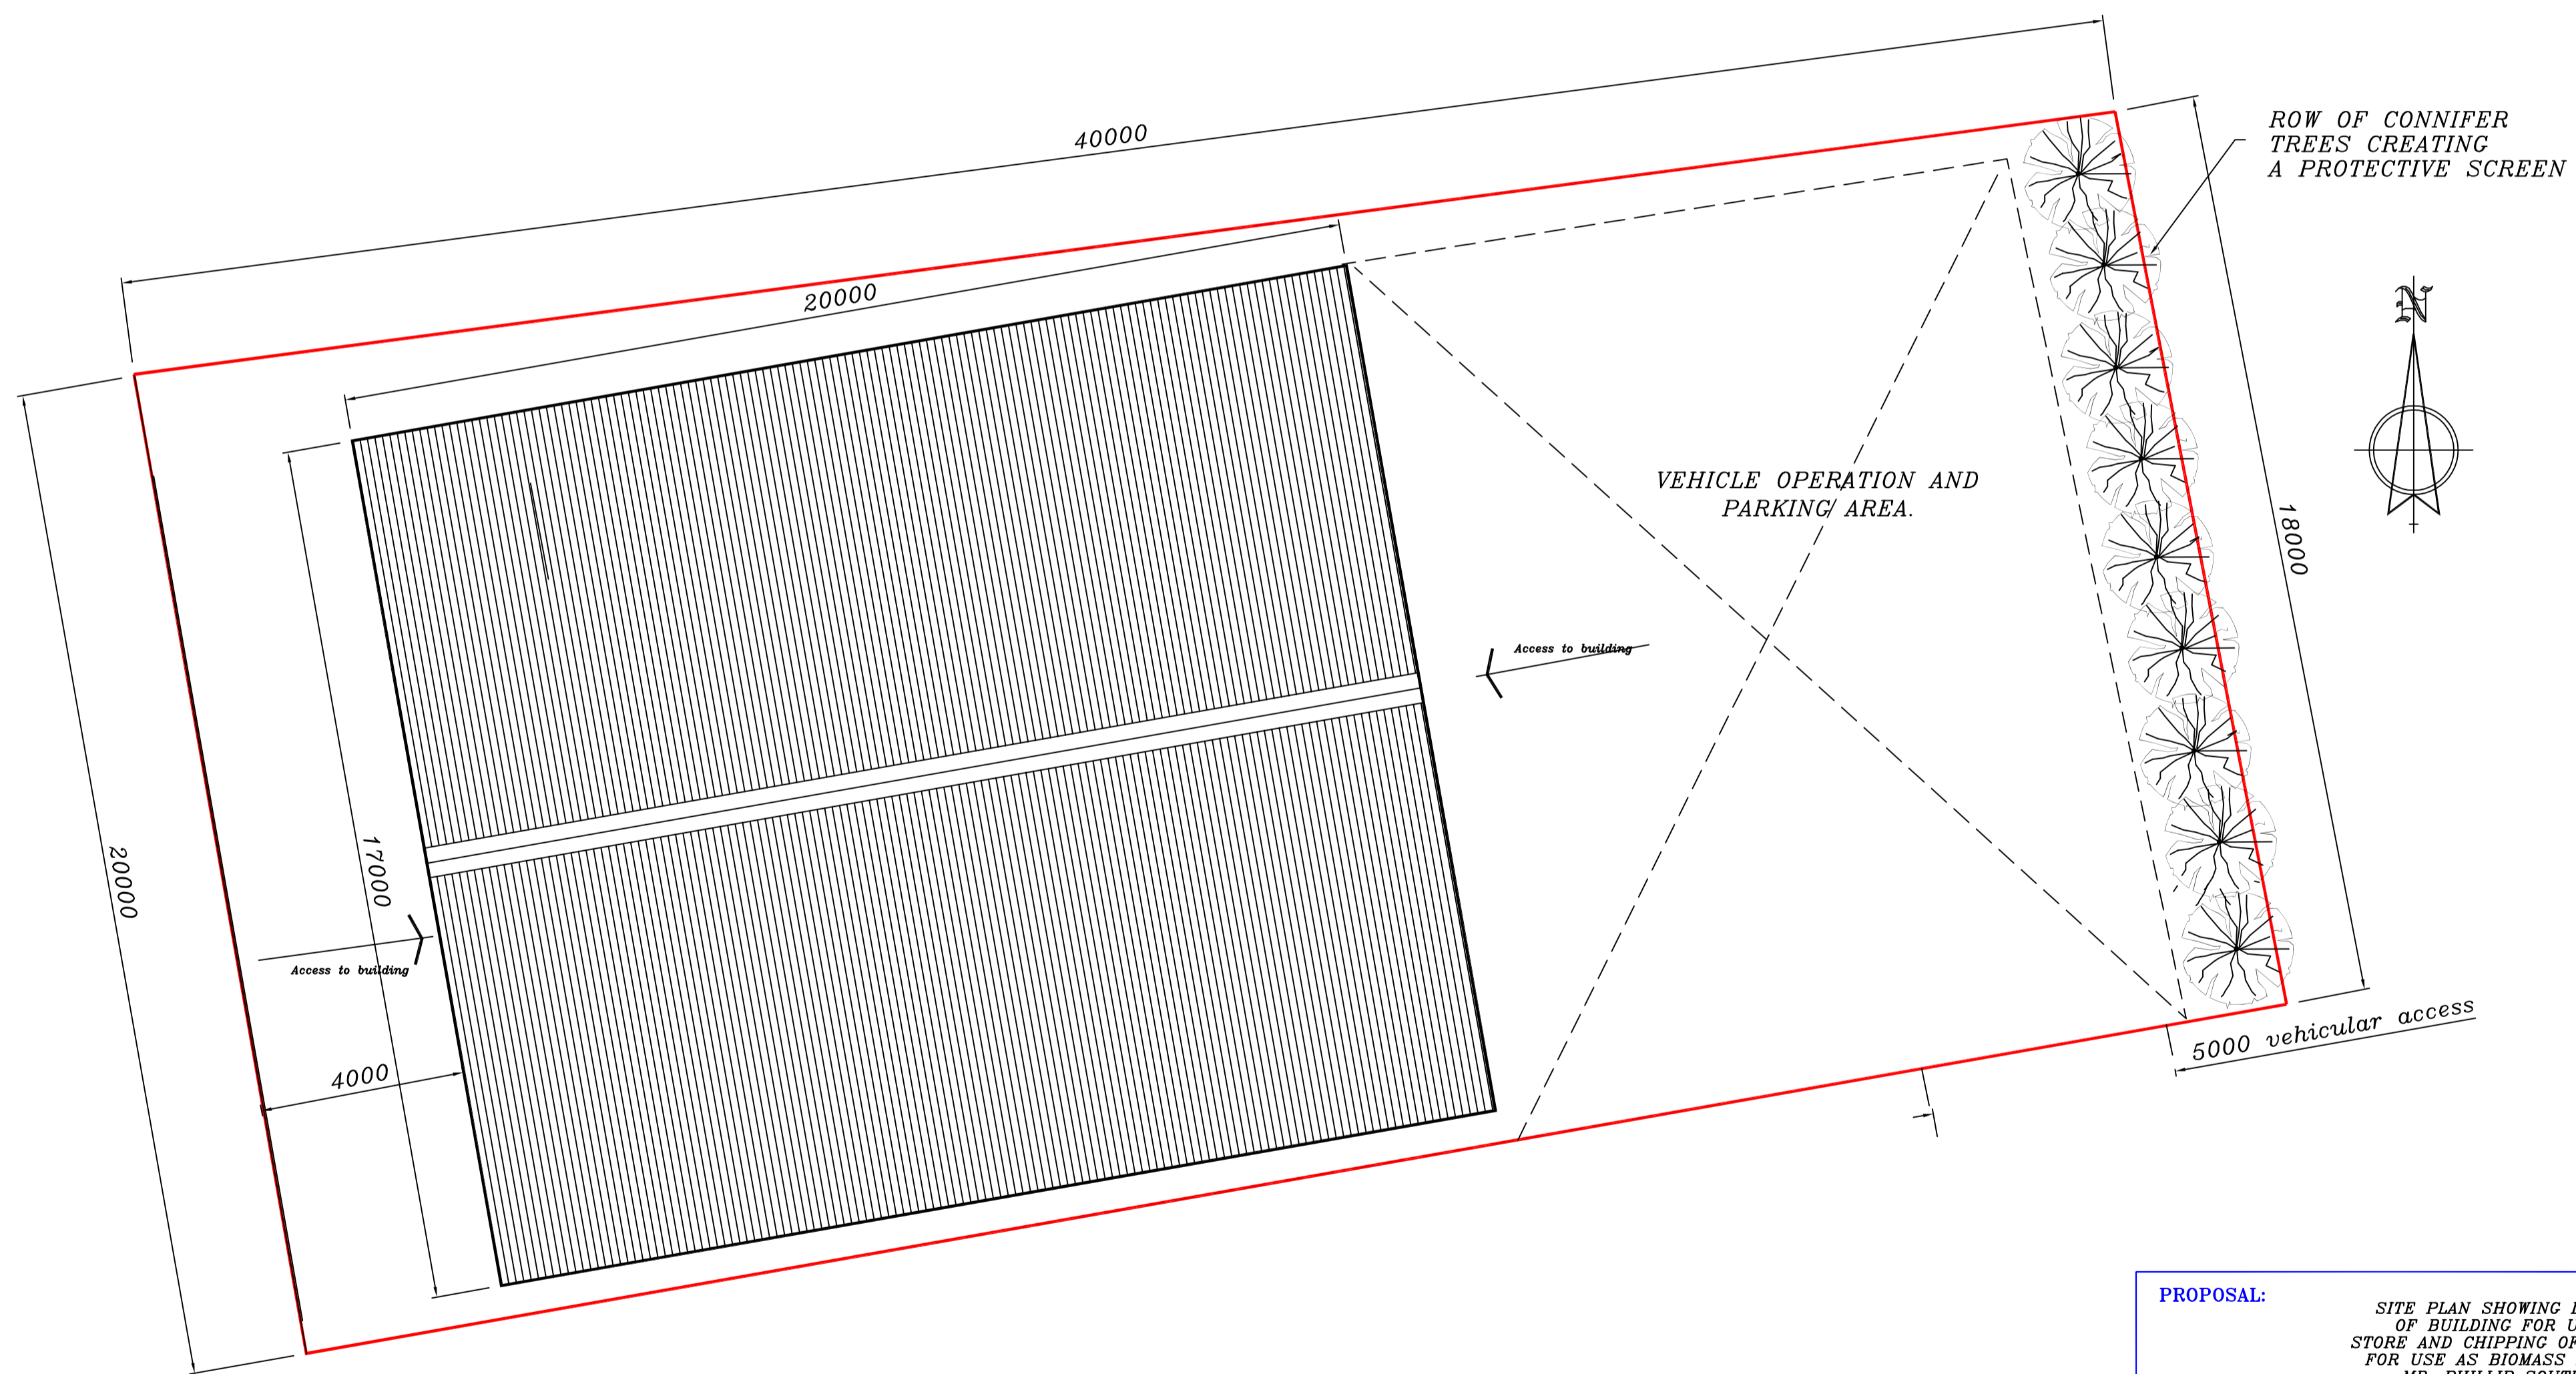 40000
ROW OF CONNIFER
TREES CREATING
A PROTECTIVE SCREEN
20000
N
VEHICLE OPERATION AND
PARKING AREA.
18000
Access to building
17000
20000
Access to building
4000
5000 vehicular access
PROPOSAL:
SITE PLAN SHOWING
OF BUILDING FOR
STORE AND CHIPPING
FOR USE AS BIOMASS
MR. PHILLIP